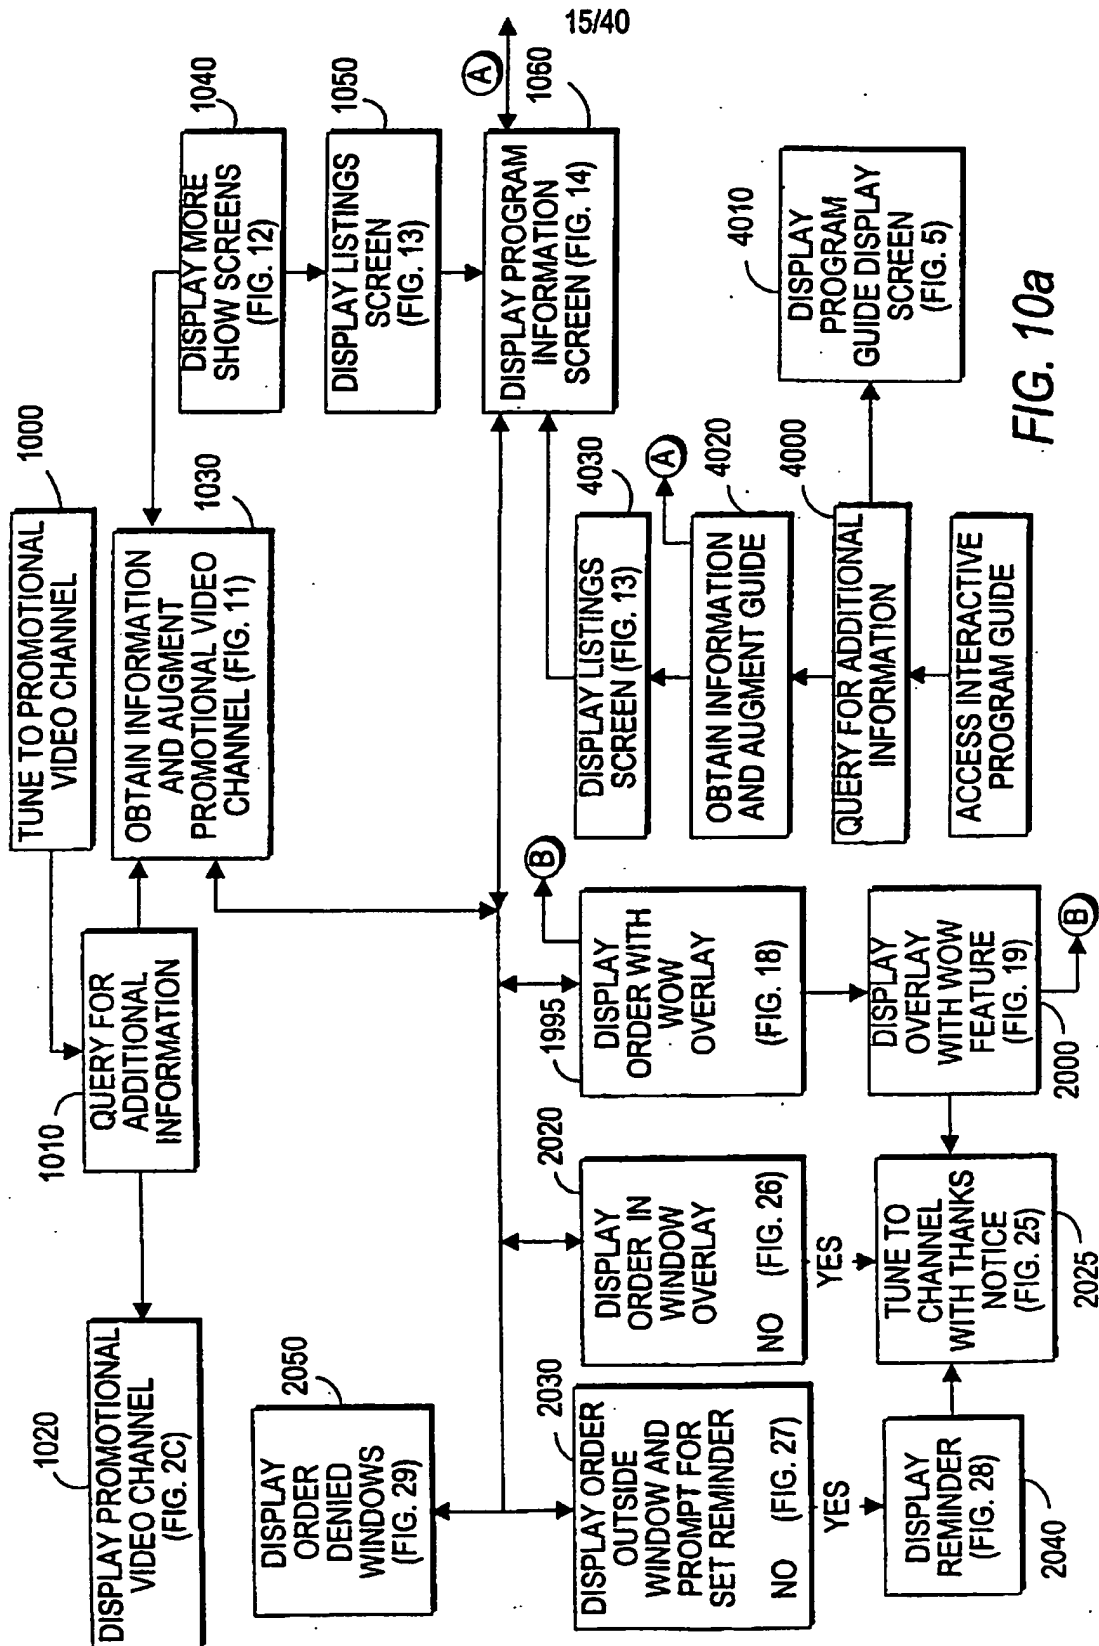 15/40
1000
TUNE TO PROMOTIONAL
VIDEO CHANNEL
1010
QUERY FOR
ADDITIONAL
INFORMATION
1020
DISPLAY PROMOTIONAL
VIDEO CHANNEL
(FIG. 2C)
1030
OBTAIN INFORMATION
AND AUGMENT
PROMOTIONAL VIDEO
CHANNEL (FIG. 11)
1040
DISPLAY MORE
SHOW SCREENS
(FIG. 12)
1050
DISPLAY LISTINGS
SCREEN
(FIG. 13)
A
1060
DISPLAY PROGRAM
INFORMATION
SCREEN (FIG. 14)
2050
DISPLAY
ORDER
DENIED
WINDOWS
(FIG. 29)
2030
DISPLAY ORDER
OUTSIDE
WINDOW AND
PROMPT FOR
SET REMINDER
NO (FIG. 27)
YES
DISPLAY
REMINDER
(FIG. 28)
2040
2020
DISPLAY
ORDER IN
WINDOW
OVERLAY
NO (FIG. 26)
YES
TUNE TO
CHANNEL
WITH THANKS
NOTICE
(FIG. 25)
2025
1995
DISPLAY
ORDER WITH
WOW
OVERLAY
(FIG. 18)
B
DISPLAY
OVERLAY
WITH WOW
FEATURE
(FIG. 19)
2000
B
4030
DISPLAY LISTINGS
SCREEN (FIG. 13)
A
4020
OBTAIN INFORMATION
AND AUGMENT GUIDE
4000
QUERY FOR ADDITIONAL
INFORMATION
ACCESS INTERACTIVE
PROGRAM GUIDE
4010
DISPLAY
PROGRAM
GUIDE DISPLAY
SCREEN
(FIG. 5)
FIG. 10a